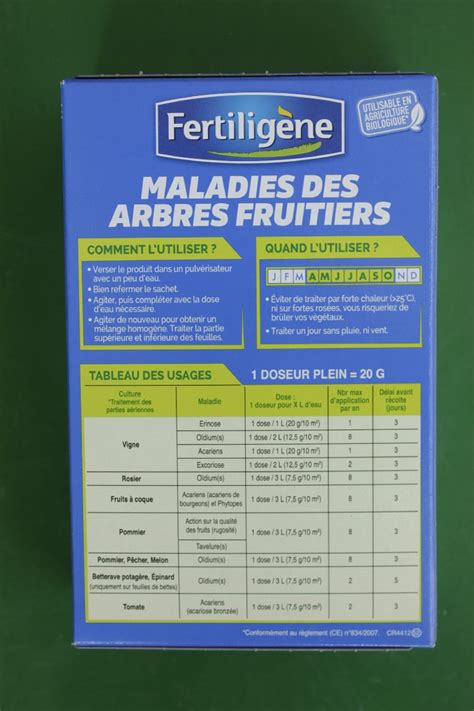 Fertiligène
UTILISABLE EN
AGRICULTURE
BIOLOGIQUE*
MALADIES DES
ARBRES FRUITIERS
COMMENT L'UTILISER ?
• Verser le produit dans un pulvérisateur
avec un peu d'eau.
• Bien refermer le sachet.
• Agiter, puis compléter avec la dose
d'eau nécessaire.
• Agiter de nouveau pour obtenir un
mélange homogène. Traiter la partie
supérieure et inférieure des feuilles.
QUAND L'UTILISER ?
J F M A M J J A S O N D
• Éviter de traiter par forte chaleur (>25°C),
ni sur fortes rosées, vous risqueriez de
brûler vos végétaux.
• Traiter un jour sans pluie, ni vent.
TABLEAU DES USAGES 1 DOSEUR PLEIN = 20 G
Culture
*Traitement des
parties aériennes
Maladie
Dose :
1 doseur pour X L d'eau
Nbr max
d'application
par an
Délai avant
récolte
(jours)
Vigne
Erinose 1 dose / 1 L (20 g/10 m²) 1 3
Oïdium(s) 1 dose / 2 L (12,5 g/10 m²) 8 3
Acariens 1 dose / 1 L (20 g/10 m²) 1 3
Excoriose 1 dose / 2 L (12,5 g/10 m²) 2 3
Rosier Oïdium(s) 1 dose / 3 L (7,5 g/10 m²) 8 3
Fruits à coque
Acariens (acariens de
bourgeons) et Phytopes
1 dose / 3 L (7,5 g/10 m²) 8 3
Pommier
Action sur la qualité
des fruits (rugosité)
Tavelure(s)
1 dose / 3 L (7,5 g/10 m²) 8 3
Pommier, Pêcher, Melon Oïdium(s) 1 dose / 3 L (7,5 g/10 m²) 8 3
Betterave potagère, Épinard
(uniquement sur feuilles de bettes)
Oïdium(s) 1 dose / 3 L (7,5 g/10 m²) 2 5
Tomate
Acariens
(acariose bronzée)
1 dose / 3 L (7,5 g/10 m²) 2 3
*Conformément au règlement (CE) n°834/2007. CR4412